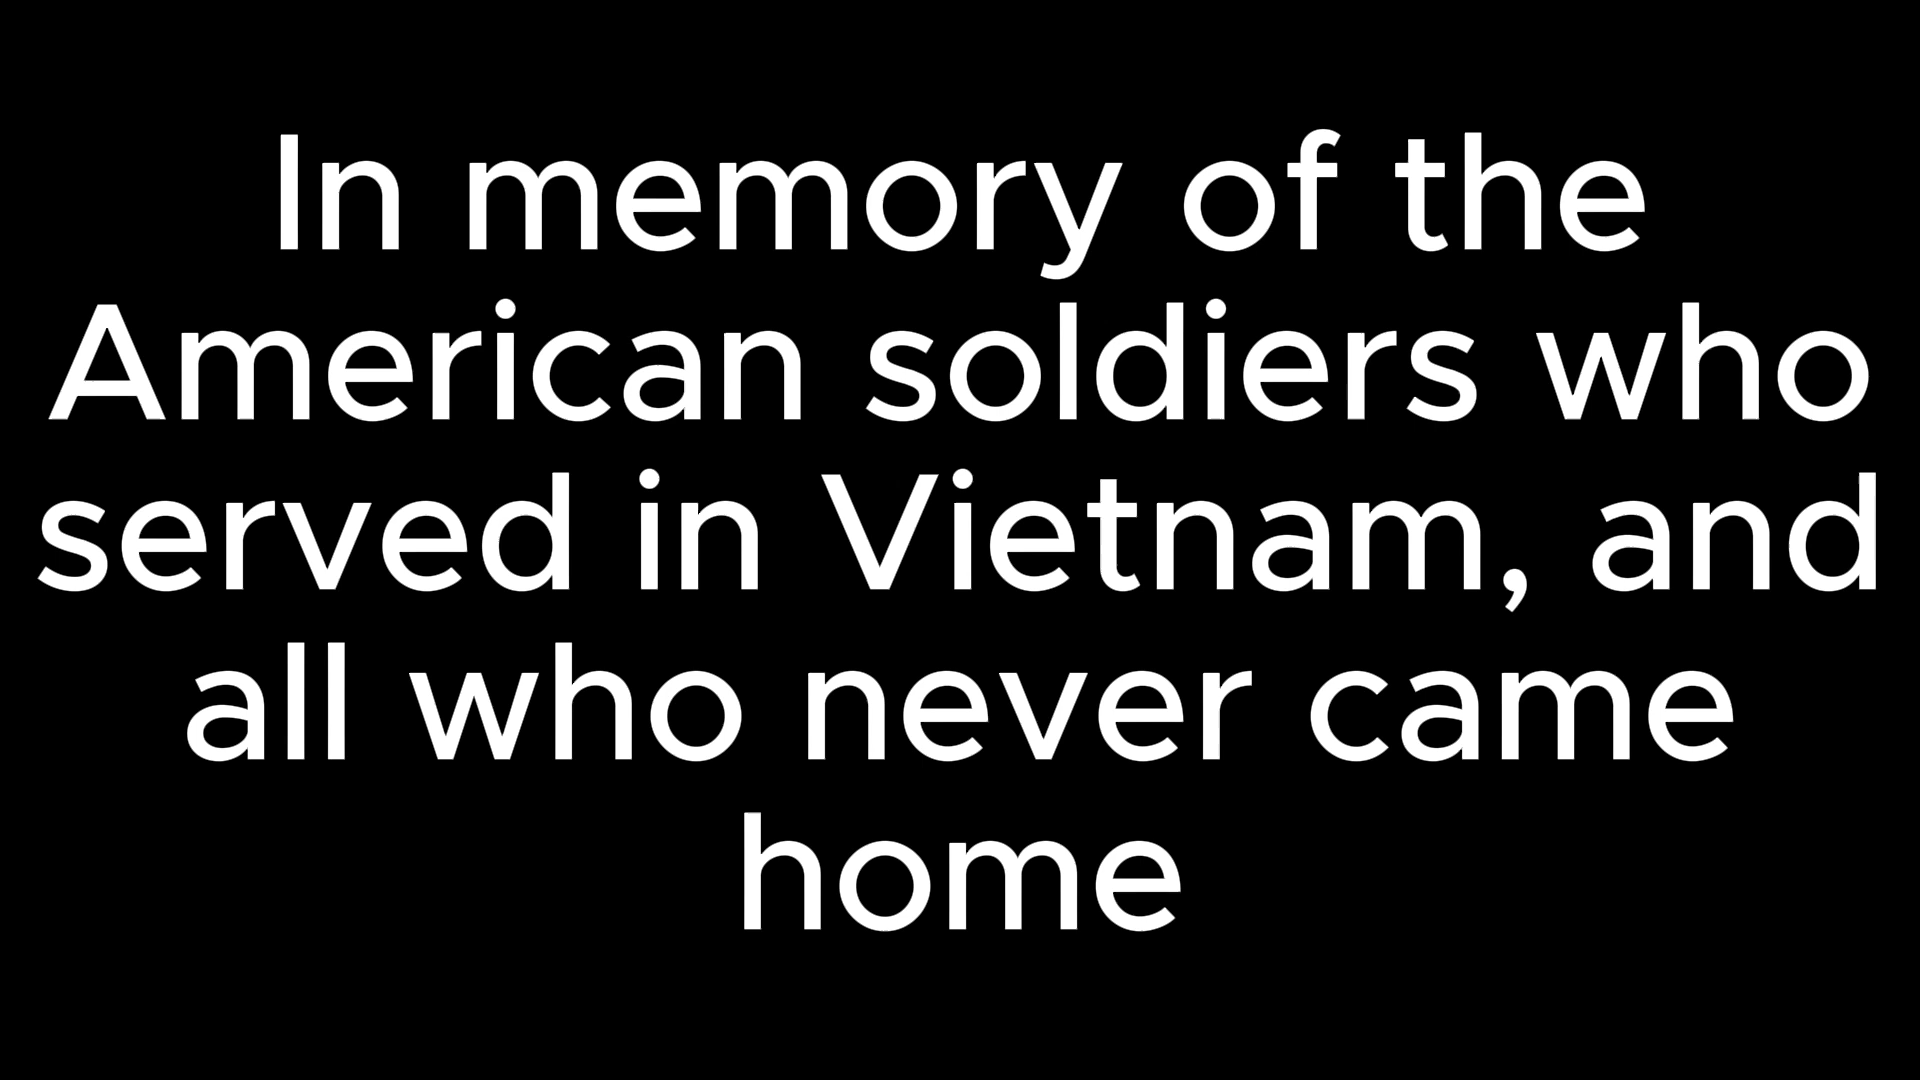 In memory of the
American soldiers who
served in Vietnam, and
all who never came
home